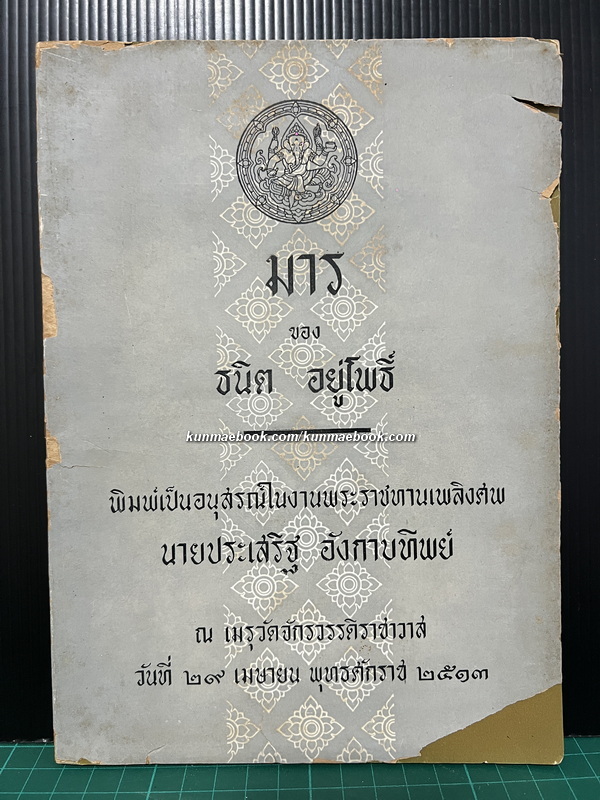 มาร
ของ
ธนิต อยู่โพธิ์
kunmaebook.com/kunmaebook.com
พิมพ์เป็นอนุสรณ์ในงานพระราชทานเพลิงศพ
นายประเสริฐ อังกาบทิพย์
ณ เมรุวัดจักรวรรดิราชาวาส
วันที่ ๒๙ เมษายน พุทธศักราช ๒๕๑๓